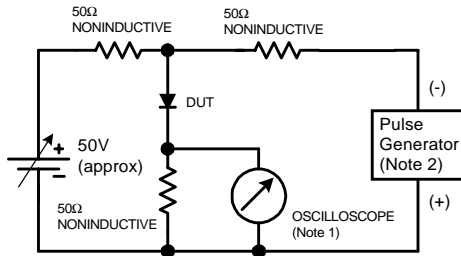 50Ω
NONINDUCTIVE
50Ω
NONINDUCTIVE
(-)
DUT
+
50V
(approx)
−
Pulse
Generator
(Note 2)
50Ω
NONINDUCTIVE
(+)
OSCILLOSCOPE
(Note 1)